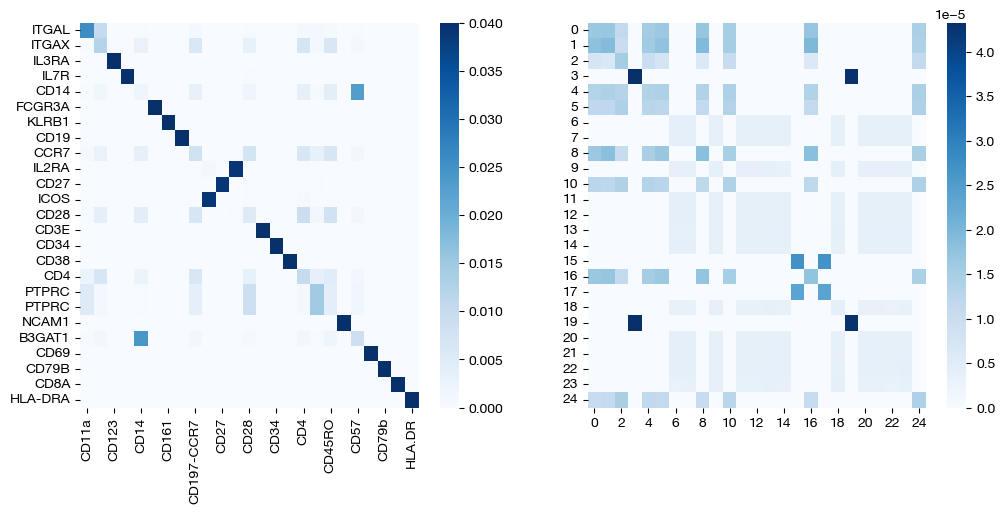 ITGAL
ITGAX
IL3RA
IL7R
CD14
FCGR3A
KLRB1
CD19
CCR7
IL2RA
CD27
ICOS
CD28
CD3E
CD34
CD38
CD4
PTPRC
PTPRC
NCAM1
B3GAT1
CD69
CD79B
CD8A
HLA-DRA
CD11a
CD123
CD14
CD161
CD197-CCR7
CD27
CD28
CD34
CD4
CD45RO
CD57
CD79b
HLA.DR
0.040
0.035
0.030
0.025
0.020
0.015
0.010
0.005
0.000
0
1
2
3
4
5
6
7
8
9
10
11
12
13
14
15
16
17
18
19
20
21
22
23
24
0 2 4 6 8 10 12 14 16 18 20 22 24
1e-5
4.0
3.5
3.0
2.5
2.0
1.5
1.0
0.5
0.0